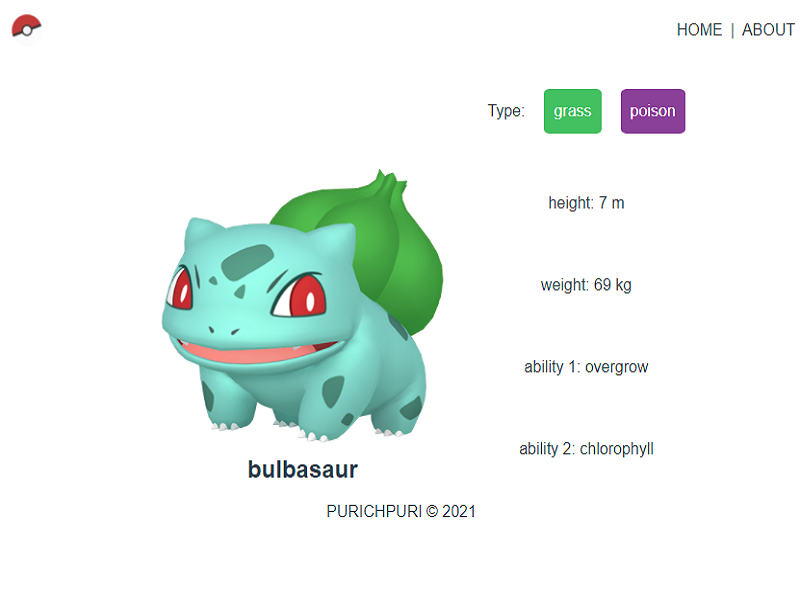 HOME | ABOUT
Type: grass poison
height: 7 m
weight: 69 kg
ability 1: overgrow
ability 2: chlorophyll
bulbasaur
PURICHPURI © 2021